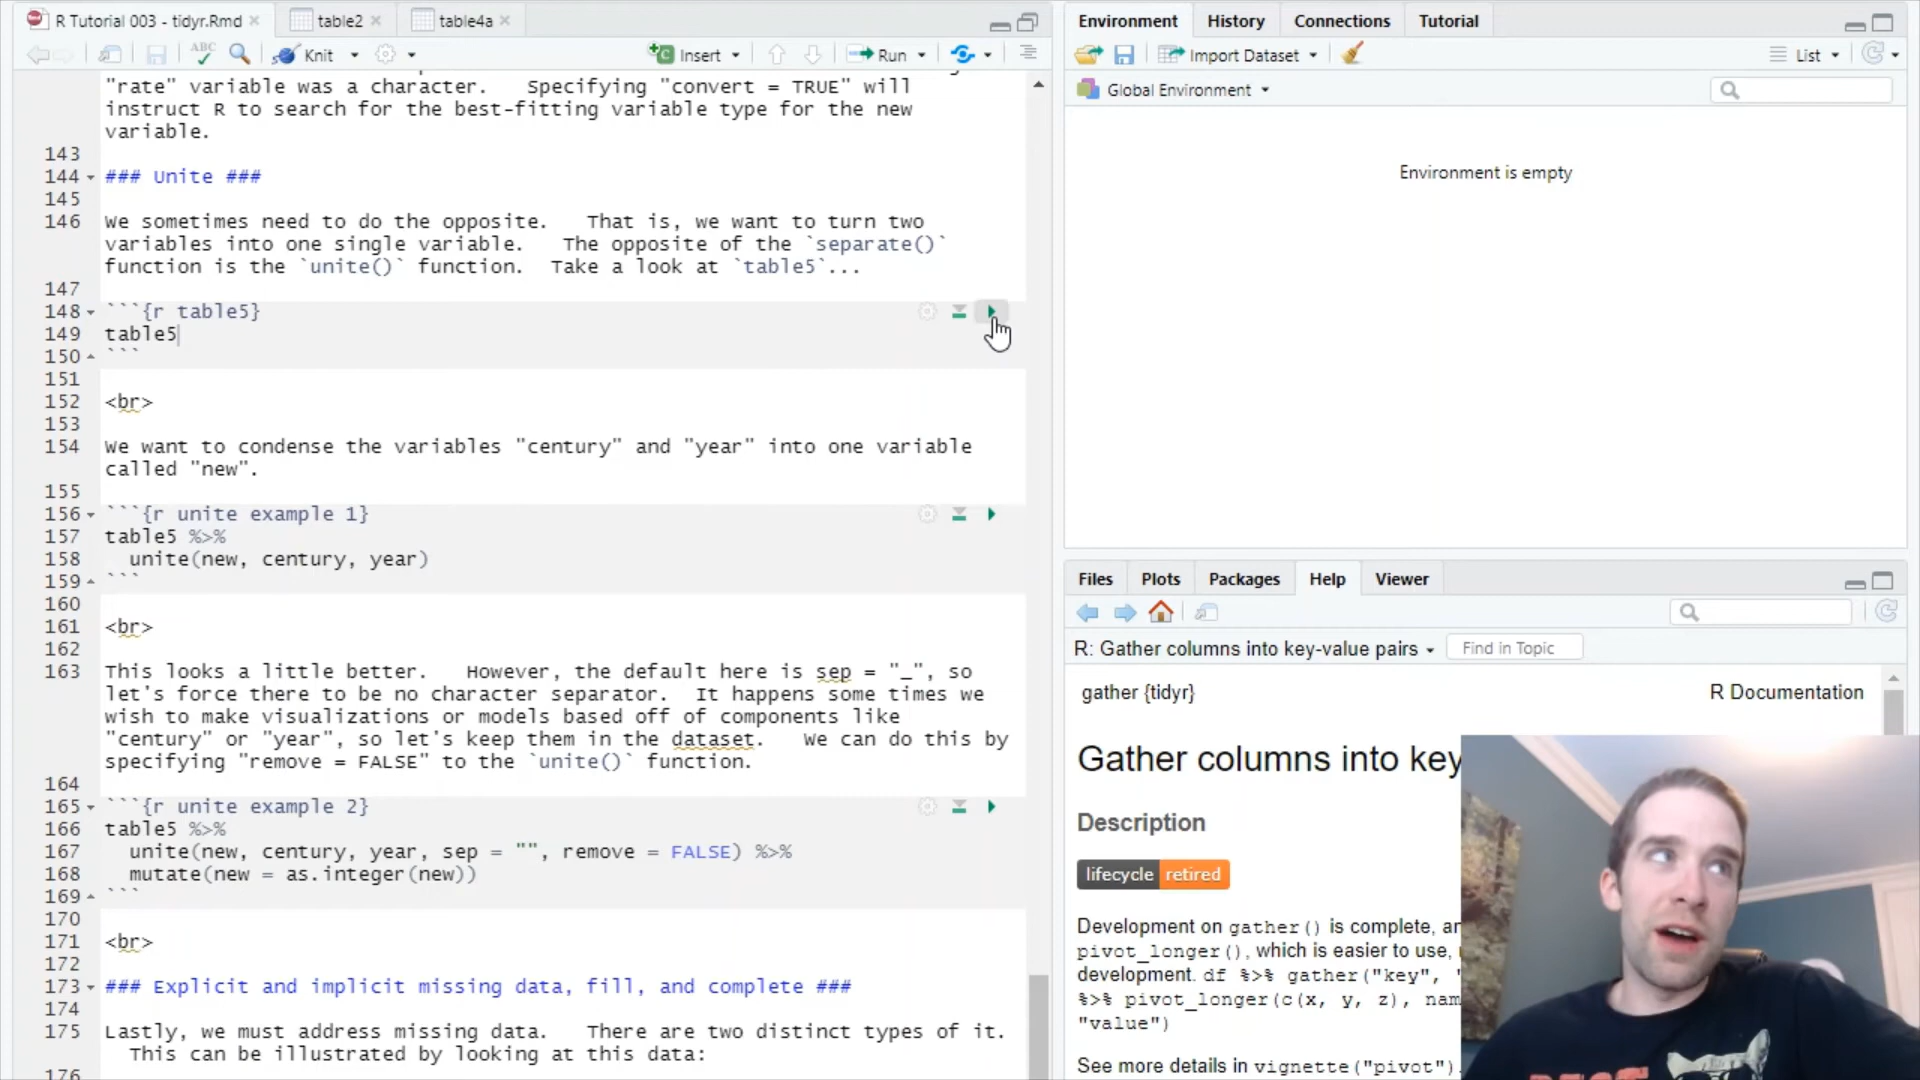 R Tutorial 003 - tidyr.Rmd
table2
table4a
ABC
Knit
Insert
Run
"rate" variable was a character. Specifying "convert = TRUE" will
instruct R to search for the best-fitting variable type for the new
variable.
143
144 ### Unite ###
145
146 We sometimes need to do the opposite. That is, we want to turn two
variables into one single variable. The opposite of the `separate()`
function is the `unite()` function. Take a look at `table5`...
147
148 ```{r table5}
149 table5
150 ```
151
152 <br>
153
154 We want to condense the variables "century" and "year" into one variable
called "new".
155
156 ```{r unite example 1}
157 table5 %>%
158 unite(new, century, year)
159 ```
160
161 <br>
162
163 This looks a little better. However, the default here is sep = "_", so
let's force there to be no character separator. It happens some times we
wish to make visualizations or models based off of components like
"century" or "year", so let's keep them in the dataset. We can do this by
specifying "remove = FALSE" to the `unite()` function.
164
165 ```{r unite example 2}
166 table5 %>%
167 unite(new, century, year, sep = "", remove = FALSE) %>%
168 mutate(new = as.integer(new))
169 ```
170
171 <br>
172
173 ### Explicit and implicit missing data, fill, and complete ###
174
175 Lastly, we must address missing data. There are two distinct types of it.
This can be illustrated by looking at this data:
176
Environment
History
Connections
Tutorial
Import Dataset
List
Global Environment
Environment is empty
Files
Plots
Packages
Help
Viewer
R: Gather columns into key-value pairs
Find in Topic
gather {tidyr}
R Documentation
Gather columns into key
Description
lifecycle retired
Development on gather() is complete, an
pivot_longer(), which is easier to use,
development. df %>% gather("key", "
%>% pivot_longer(c(x, y, z), nam
"value")
See more details in vignette("pivot").